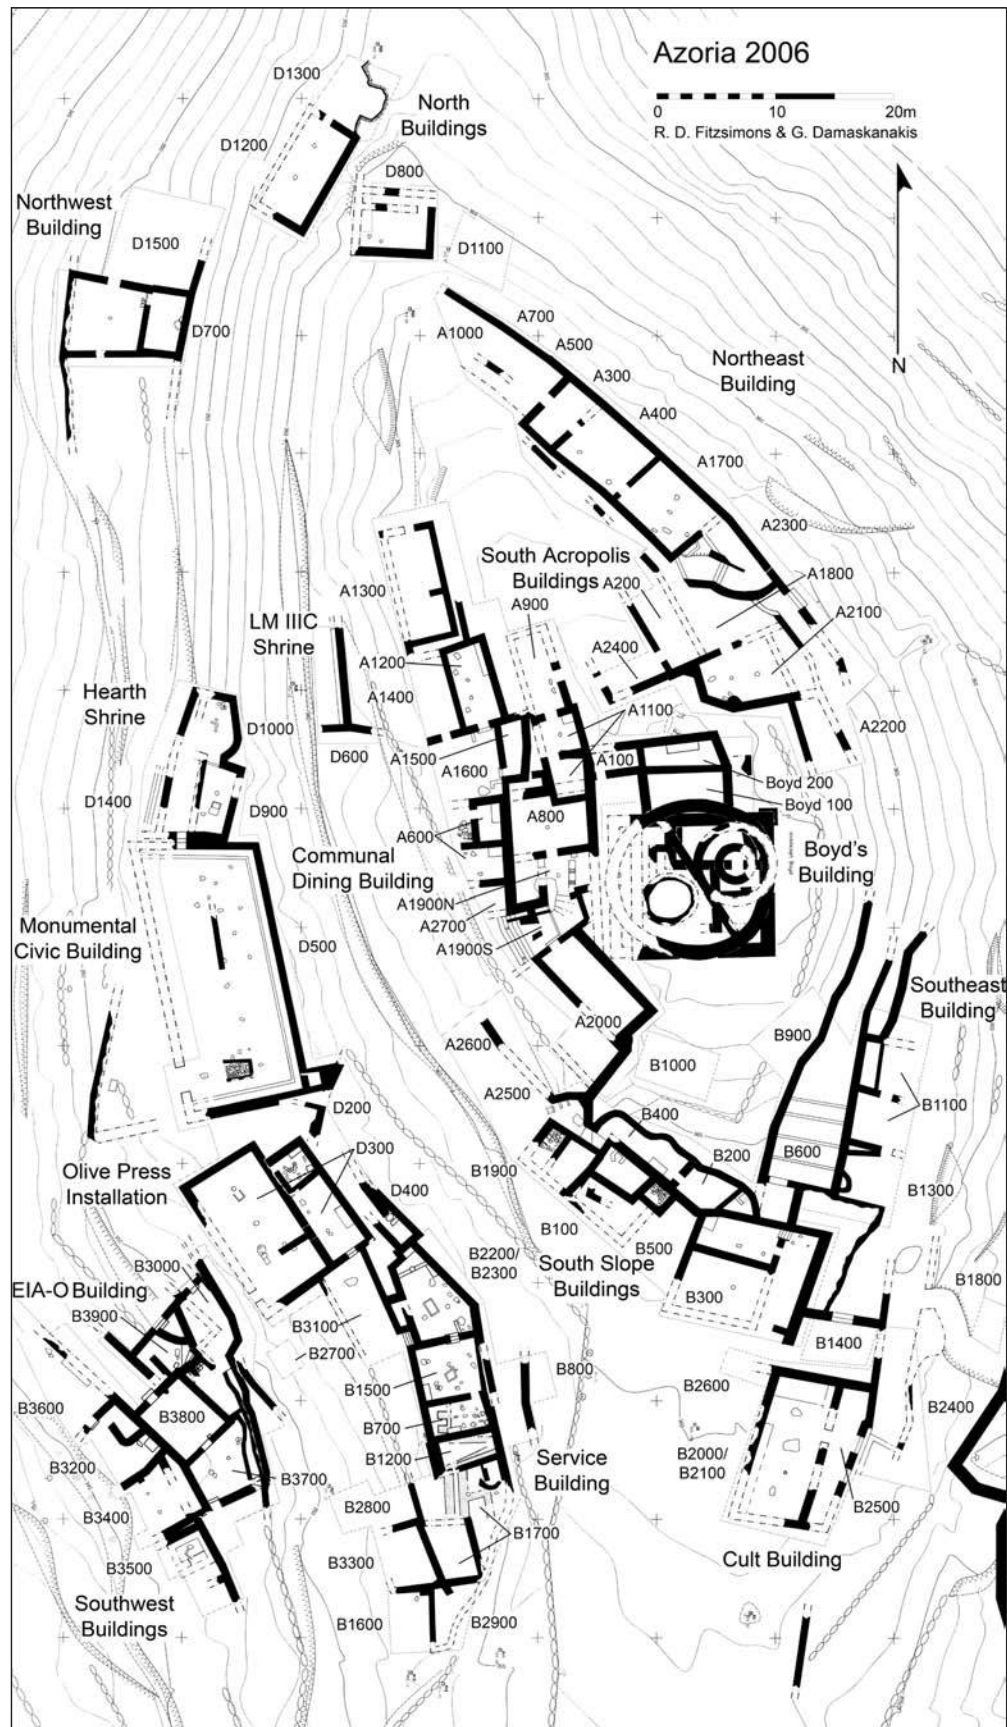 Azoria 2006
0 10 20m
R. D. Fitzsimons & G. Damaskanakis
N
D1300
North
Buildings
D1200
D800
Northwest
Building
D1500
D1100
D700
A1000
A700
A500
A300
A400
Northeast
Building
A1700
A2300
South Acropolis
Buildings
A200
A1800
A1300
A900
A2100
LM IIIC
Shrine
A2400
A1200
Hearth
Shrine
A1400
D1000
D600
A1500
A1600
A1100
A100
A2200
Boyd 200
Boyd 100
D1400
D900
A600
A800
Communal
Dining Building
Boyd's
Building
A1900N
A2700
A1900S
Monumental
Civic Building
D500
Southeast
Building
A2000
A2600
B900
B1000
A2500
B1100
D200
B400
Olive Press
Installation
D300
B1900
B200
B600
D400
B1300
B100
B500
South Slope
Buildings
B2200/
B2300
B3000
EIA-O Building
B3900
B300
B1800
B3100
B2700
B1400
B1500
B800
B2600
B2400
B3600
B3800
B700
B3200
B1200
Service
Building
B2000/
B2100
B3700
B2800
B2500
B3400
B1700
B3500
B3300
Cult Building
Southwest
Buildings
B1600
B2900